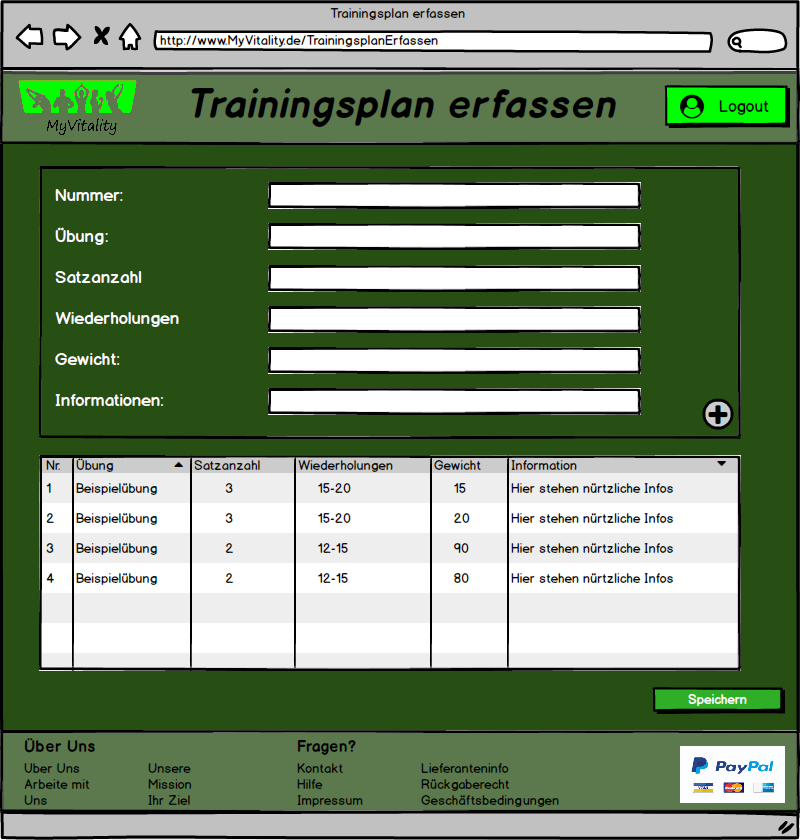 Trainingsplan erfassen
http://www.MyVitality.de/TrainingsplanErfassen
MyVitality
Trainingsplan erfassen
Logout
Nummer:
Übung:
Satzanzahl
Wiederholungen
Gewicht:
Informationen:
Nr. Übung Satzanzahl Wiederholungen Gewicht Information
1 Beispielübung 3 15-20 15 Hier stehen nürtzliche Infos
2 Beispielübung 3 15-20 20 Hier stehen nürtzliche Infos
3 Beispielübung 2 12-15 90 Hier stehen nürtzliche Infos
4 Beispielübung 2 12-15 80 Hier stehen nürtzliche Infos
Speichern
Über Uns Fragen?
Uber Uns Unsere Kontakt Lieferanteninfo
Arbeite mit Mission Hilfe Rückgaberecht
Uns Ihr Ziel Impressum Geschäftsbedingungen
PayPal
VISA MasterCard